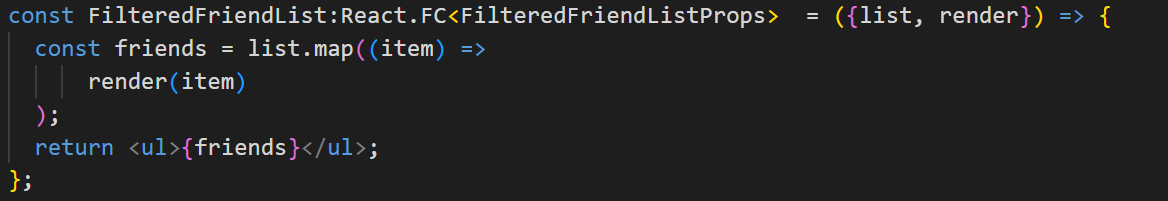 const FilteredFriendList:React.FC<FilteredFriendListProps>  = ({list, render}) => {
  const friends = list.map((item) =>
      render(item)
  );
  return <ul>{friends}</ul>;
};